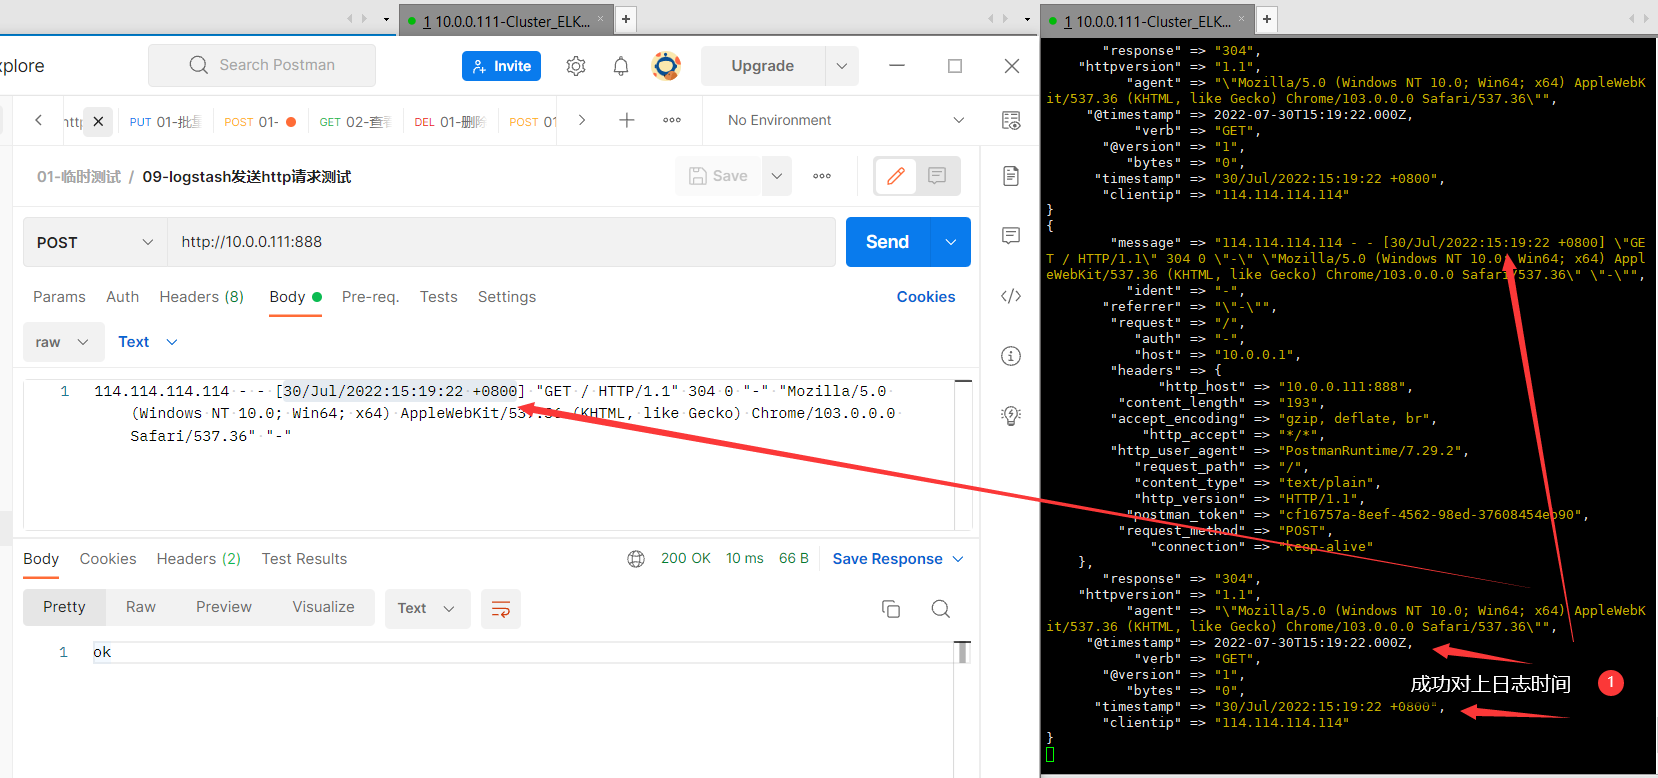 1 10.0.0.111-Cluster_ELK...
1 10.0.0.111-Cluster_ELK...
xplore
Search Postman
Invite
Upgrade
PUT 01-批量
POST 01-
GET 02-查看
DEL 01-删除
POST 01
No Environment
01-临时测试 / 09-logstash发送http请求测试
Save
POST
http://10.0.0.111:888
Send
Params
Auth
Headers (8)
Body
Pre-req.
Tests
Settings
Cookies
raw
Text
1
114.114.114.114 - - [30/Jul/2022:15:19:22 +0800] "GET / HTTP/1.1" 304 0 "-" "Mozilla/5.0
(Windows NT 10.0; Win64; x64) AppleWebKit/537.36 (KHTML, like Gecko) Chrome/103.0.0.0
Safari/537.36" "-"
Body
Cookies
Headers (2)
Test Results
200 OK
10 ms
66 B
Save Response
Pretty
Raw
Preview
Visualize
Text
1
ok
"response" => "304",
"httpversion" => "1.1",
"agent" => "\"Mozilla/5.0 (Windows NT 10.0; Win64; x64) AppleWebK
it/537.36 (KHTML, like Gecko) Chrome/103.0.0.0 Safari/537.36\"",
"@timestamp" => 2022-07-30T15:19:22.000Z,
"verb" => "GET",
"@version" => "1",
"bytes" => "0",
"timestamp" => "30/Jul/2022:15:19:22 +0800",
"clientip" => "114.114.114.114"
}
{
"message" => "114.114.114.114 - - [30/Jul/2022:15:19:22 +0800] \"GE
T / HTTP/1.1\" 304 0 \"-\" \"Mozilla/5.0 (Windows NT 10.0; Win64; x64) Appl
eWebKit/537.36 (KHTML, like Gecko) Chrome/103.0.0.0 Safari/537.36\" \"-\"",
"ident" => "-",
"referrer" => "\"-\"",
"request" => "/",
"auth" => "-",
"host" => "10.0.0.1",
"headers" => {
"http_host" => "10.0.0.111:888",
"content_length" => "193",
"accept_encoding" => "gzip, deflate, br",
"http_accept" => "*/*",
"http_user_agent" => "PostmanRuntime/7.29.2",
"request_path" => "/",
"content_type" => "text/plain",
"http_version" => "HTTP/1.1",
"postman_token" => "cf16757a-8eef-4562-98ed-37608454eb90",
"request_method" => "POST",
"connection" => "keep-alive"
},
"response" => "304",
"httpversion" => "1.1",
"agent" => "\"Mozilla/5.0 (Windows NT 10.0; Win64; x64) AppleWebK
it/537.36 (KHTML, like Gecko) Chrome/103.0.0.0 Safari/537.36\"",
"@timestamp" => 2022-07-30T15:19:22.000Z,
"verb" => "GET",
"@version" => "1",
"bytes" => "0",
"timestamp" => "30/Jul/2022:15:19:22 +0800",
"clientip" => "114.114.114.114"
}
成功对上日志时间
1